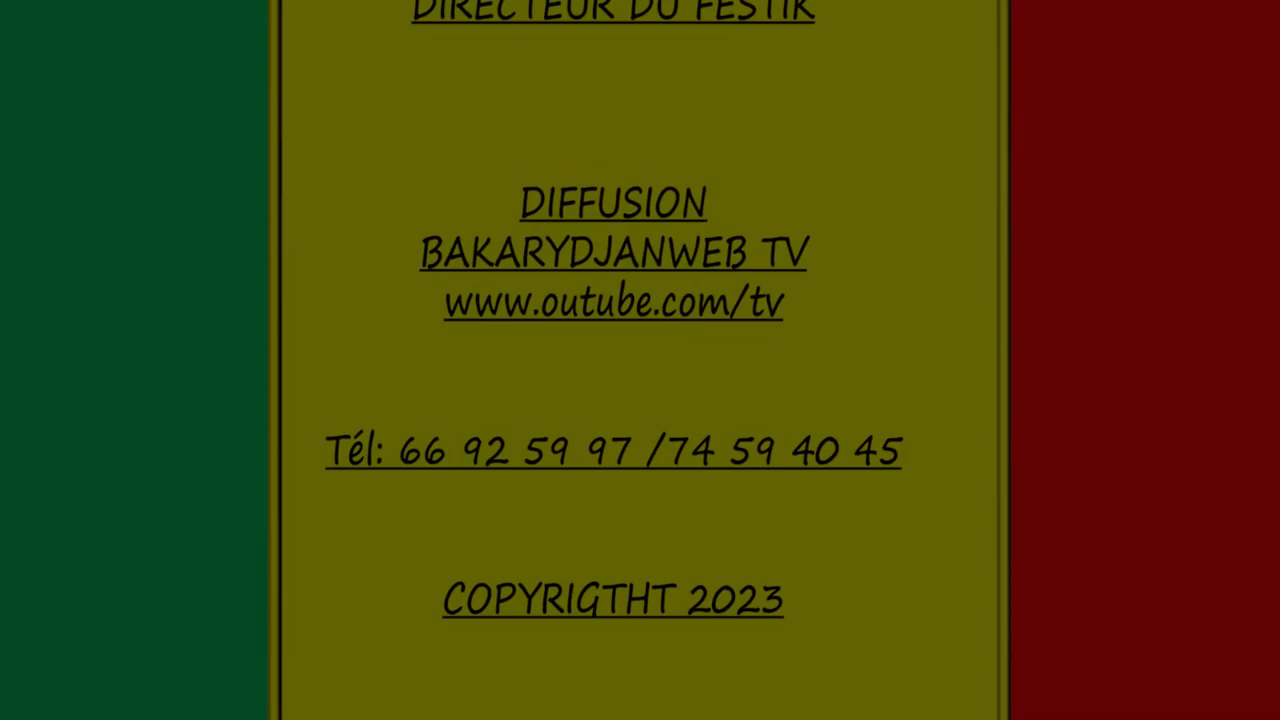 DIRECTEUR DU FESTIK
DIFFUSION
BAKARYDJANWEB TV
www.outube.com/tv
Tél: 66 92 59 97 /74 59 40 45
COPYRIGTHT 2023